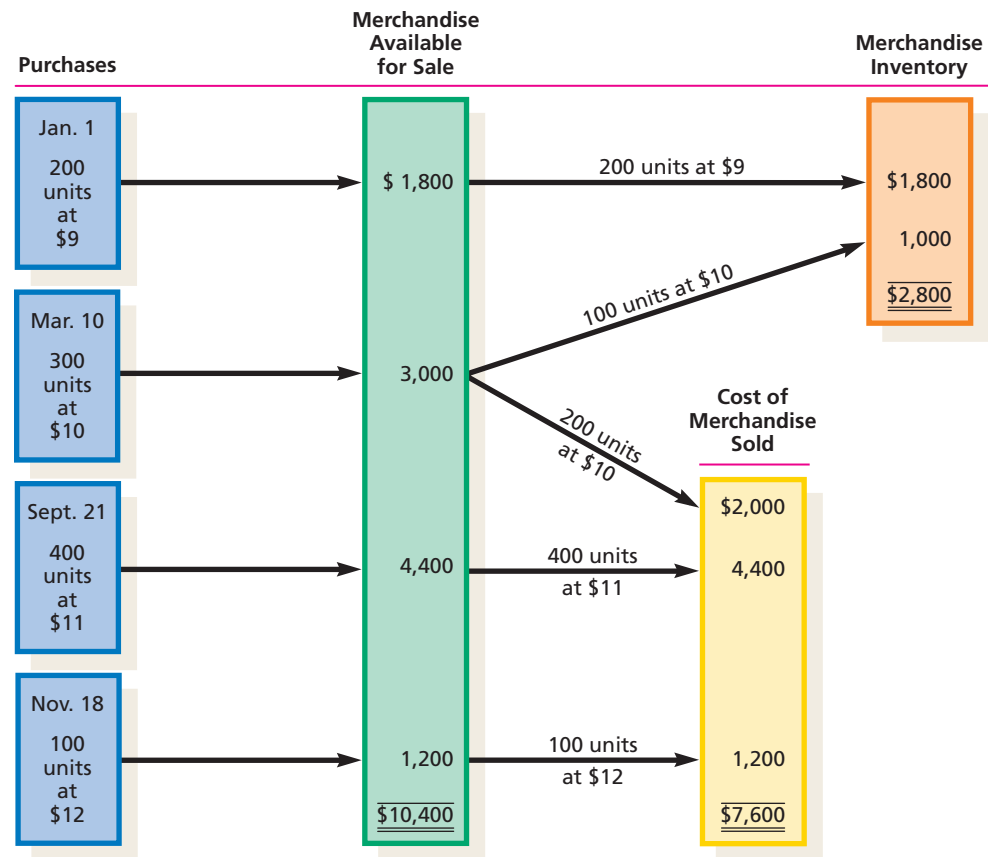 Purchases
Merchandise
Available
for Sale
Merchandise
Inventory
Jan. 1
200
units
at
$9
$ 1,800
200 units at $9
$1,800
1,000
$2,800
Mar. 10
300
units
at
$10
3,000
100 units at $10
200 units
at $10
Cost of
Merchandise
Sold
$2,000
Sept. 21
400
units
at
$11
4,400
400 units
at $11
4,400
Nov. 18
100
units
at
$12
1,200
100 units
at $12
1,200
$10,400
$7,600